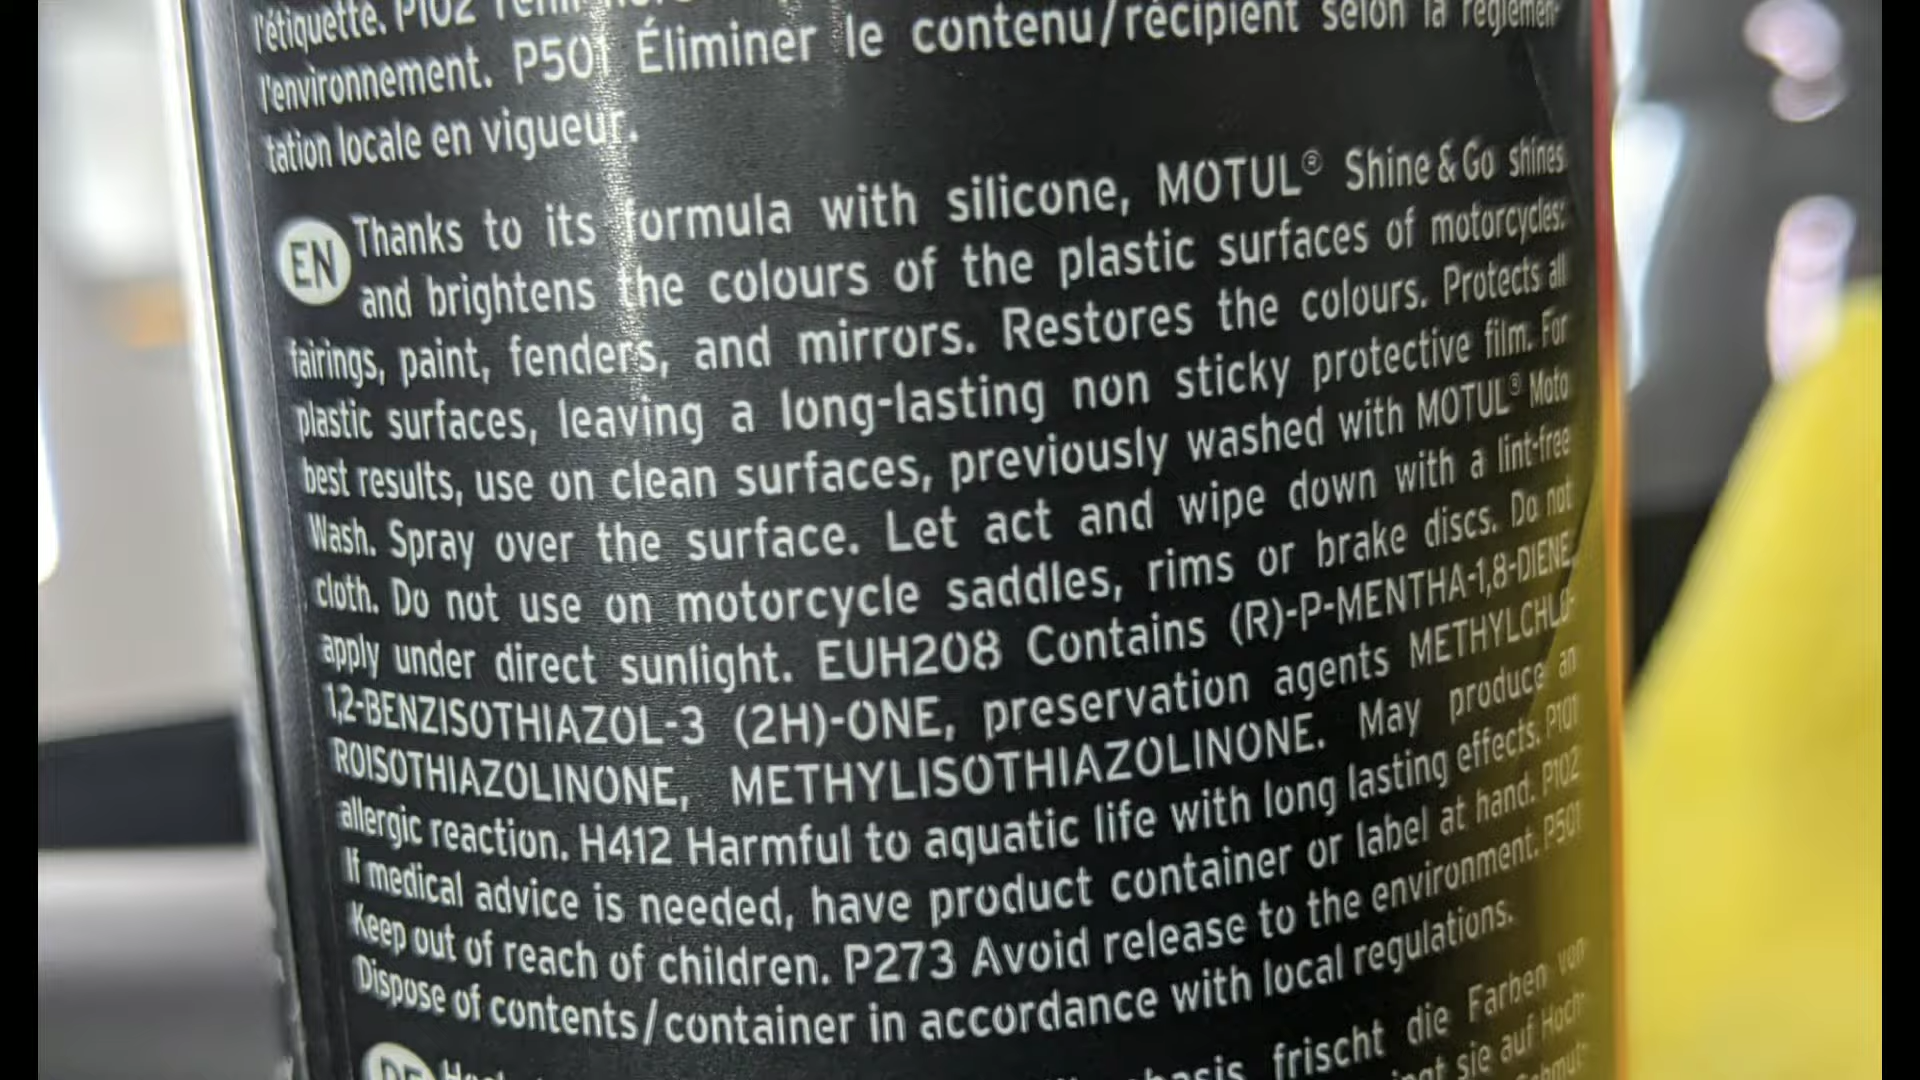 l'étiquette. P102
l'environnement. P501 Éliminer le contenu/récipient selon la réglemen-
tation locale en vigueur.
EN Thanks to its formula with silicone, MOTUL® Shine & Go shines
and brightens the colours of the plastic surfaces of motorcycles:
fairings, paint, fenders, and mirrors. Restores the colours. Protects all
plastic surfaces, leaving a long-lasting non sticky protective film. For
best results, use on clean surfaces, previously washed with MOTUL® Moto
Wash. Spray over the surface. Let act and wipe down with a lint-free
cloth. Do not use on motorcycle saddles, rims or brake discs. Do not
apply under direct sunlight. EUH208 Contains (R)-P-MENTHA-1,8-DIENE,
1,2-BENZISOTHIAZOL-3 (2H)-ONE, preservation agents METHYLCHLO-
ROISOTHIAZOLINONE, METHYLISOTHIAZOLINONE. May produce an
allergic reaction. H412 Harmful to aquatic life with long lasting effects. P101
If medical advice is needed, have product container or label at hand. P102
Keep out of reach of children. P273 Avoid release to the environment. P501
Dispose of contents/container in accordance with local regulations.
DE frischt die Farben von
sie auf Hoch-